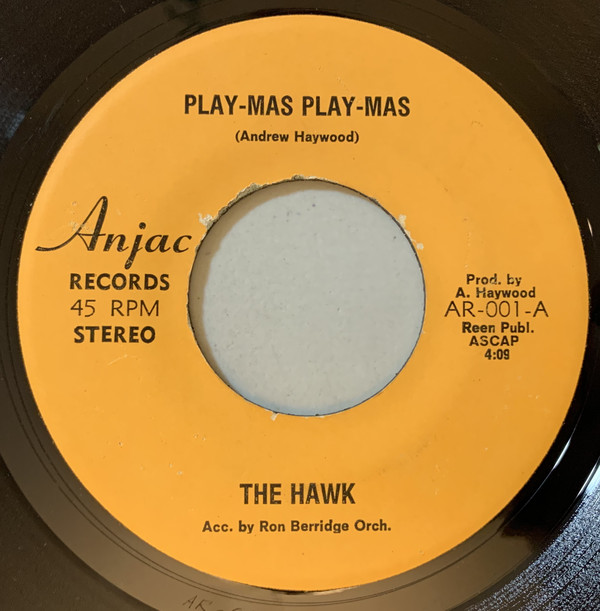 PLAY-MAS PLAY-MAS
(Andrew Haywood)
Anjac
RECORDS
45 RPM
STEREO
Prod. by
A. Haywood
AR-001-A
Reen Publ.
ASCAP
4:09
THE HAWK
Acc. by Ron Berridge Orch.